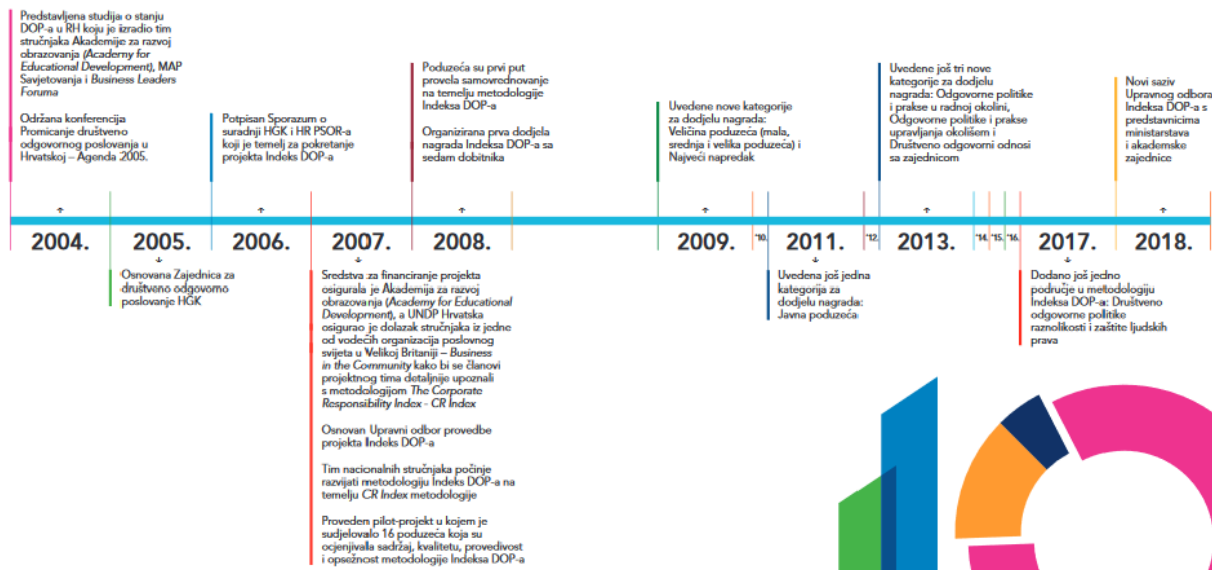 Predstavljena studija o stanju
DOP-a u RH koju je izradio tim
stručnjaka Akademije za razvoj
obrazovanja (Academy for
Educational Development), MAP
Savjetovanja i Business Leaders
Foruma
Održana konferencija
Promicanje društveno
odgovornog poslovanja u
Hrvatskoj – Agenda 2005.
Potpisan Sporazum o
suradnji HGK i HR PSOR-a
koji je temelj za pokretanje
projekta Indeks DOP-a
Poduzeća su prvi put
provela samovrednovanje
na temelju metodologije
Indeksa DOP-a
Organizirana prva dodjela
nagrada Indeksa DOP-a sa
sedam dobitnika
Uvedene nove kategorije
za dodjelu nagrada:
Veličina poduzeća (mala,
srednja i velika poduzeća) i
Najveći napredak
Uvedene još tri nove
kategorije za dodjelu
nagrada: Odgovorne politike
i prakse u radnoj okolini,
Odgovorne politike i prakse
upravljanja okolišem i
Društveno odgovorni odnosi
sa zajednicom
Novi saziv
Upravnog odbora
Indeksa DOP-a s
predstavnicima
ministarstava
i akademske
zajednice
2004. 2005. 2006. 2007. 2008. 2009. '10. 2011. '12. 2013. '14. '15. '16. 2017. 2018.
Osnovana Zajednica za
društveno odgovorno
poslovanje HGK
Sredstva za financiranje projekta
osigurala je Akademija za razvoj
obrazovanja (Academy for Educational
Development), a UNDP Hrvatska
osigurao je dolazak stručnjaka iz jedne
od vodećih organizacija poslovnog
svijeta u Velikoj Britaniji – Business
in the Community kako bi se članovi
projektnog tima detaljnije upoznali
s metodologijom The Corporate
Responsibility Index - CR Index
Osnovan Upravni odbor provedbe
projekta Indeks DOP-a
Tim nacionalnih stručnjaka počinje
razvijati metodologiju Indeks DOP-a na
temelju CR Index metodologije
Proveden pilot-projekt u kojem je
sudjelovalo 16 poduzeća koja su
ocjenjivala sadržaj, kvalitetu, provedivost
i opsežnost metodologije Indeksa DOP-a
Uvedena još jedna
kategorija za
dodjelu nagrada:
Javna poduzeća
Dodano još jedno
područje u metodologiju
Indeksa DOP-a: Društveno
odgovorne politike
raznolikosti i zaštite ljudskih
prava